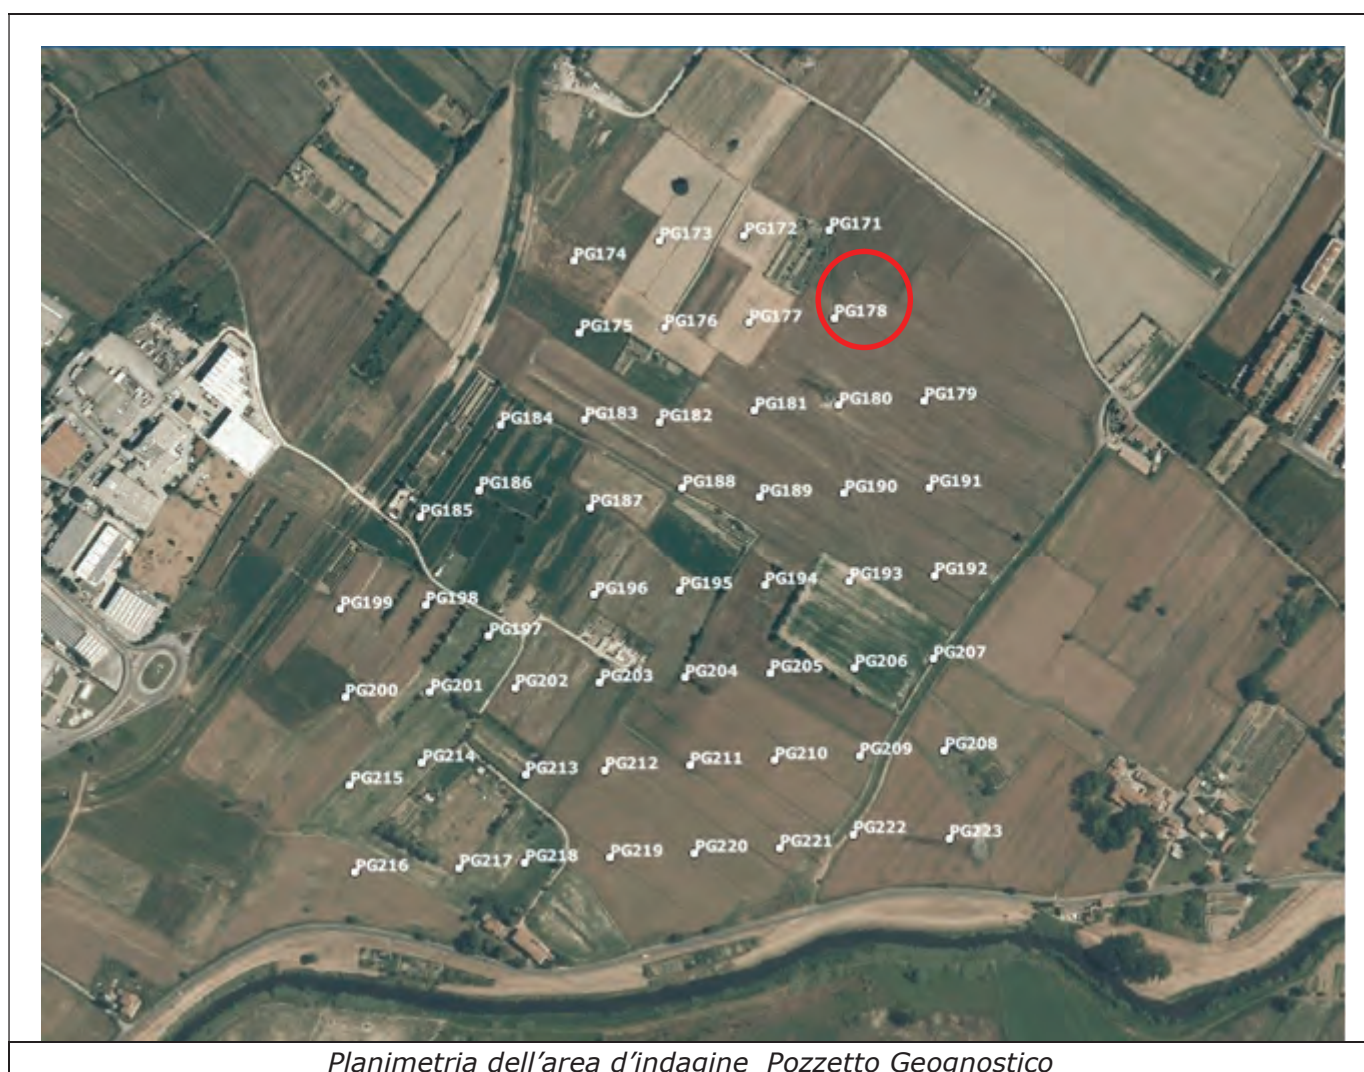 PG171
PG172
PG173
PG174
PG178
PG177
PG176
PG175
PG179
PG180
PG181
PG182
PG183
PG184
PG186
PG185
PG187
PG188
PG189
PG190
PG191
PG192
PG193
PG194
PG195
PG196
PG198
PG199
PG197
PG200
PG201
PG202
PG203
PG204
PG205
PG206
PG207
PG208
PG209
PG210
PG211
PG212
PG213
PG214
PG215
PG216
PG217
PG218
PG219
PG220
PG221
PG222
PG223
Planimetria dell'area d'indagine Pozzetto Geognostico